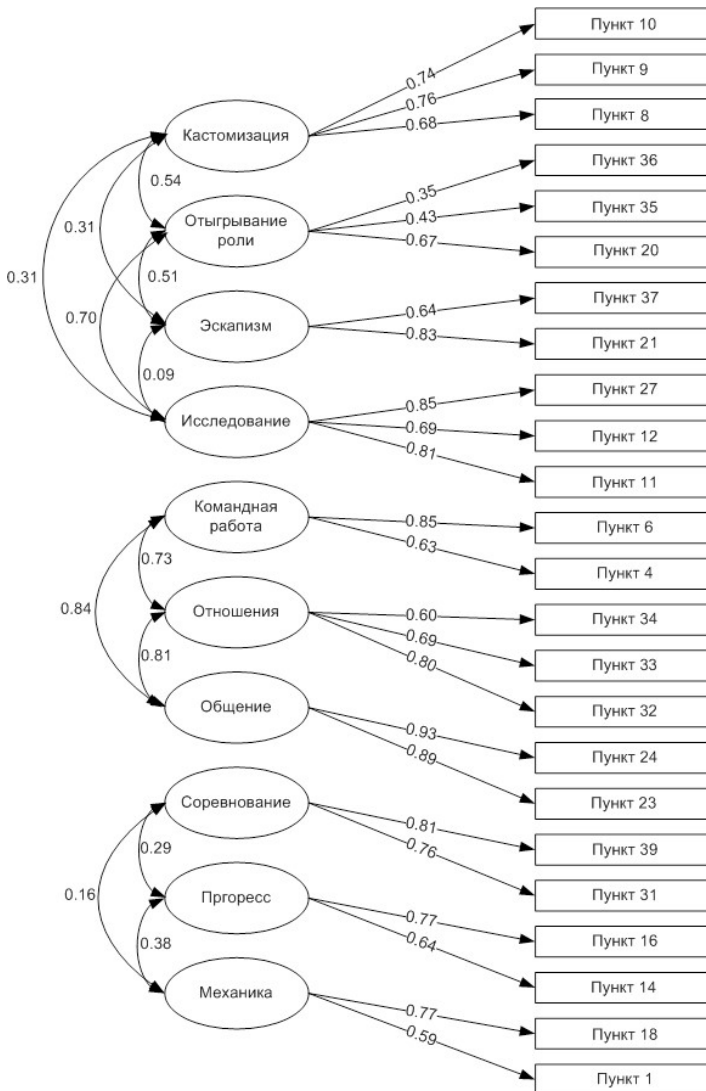 Пункт 10
0.74
Пункт 9
0.76
Пункт 8
0.68
Кастомизация
Пункт 36
0.54
0.35
Пункт 35
0.43
Отыгрывание
роли
0.31
Пункт 20
0.67
0.31
0.51
Пункт 37
0.64
0.70
Эскапизм
Пункт 21
0.83
0.09
Пункт 27
0.85
Исследование
Пункт 12
0.69
Пункт 11
0.81
Командная
работа
Пункт 6
0.85
0.73
Пункт 4
0.63
0.84
Отношения
Пункт 34
0.60
Пункт 33
0.69
0.81
Пункт 32
0.80
Общение
Пункт 24
0.93
Пункт 23
0.89
Соревнование
Пункт 39
0.81
0.29
Пункт 31
0.76
0.16
Пргоресс
Пункт 16
0.77
0.38
Пункт 14
0.64
Механика
Пункт 18
0.77
Пункт 1
0.59